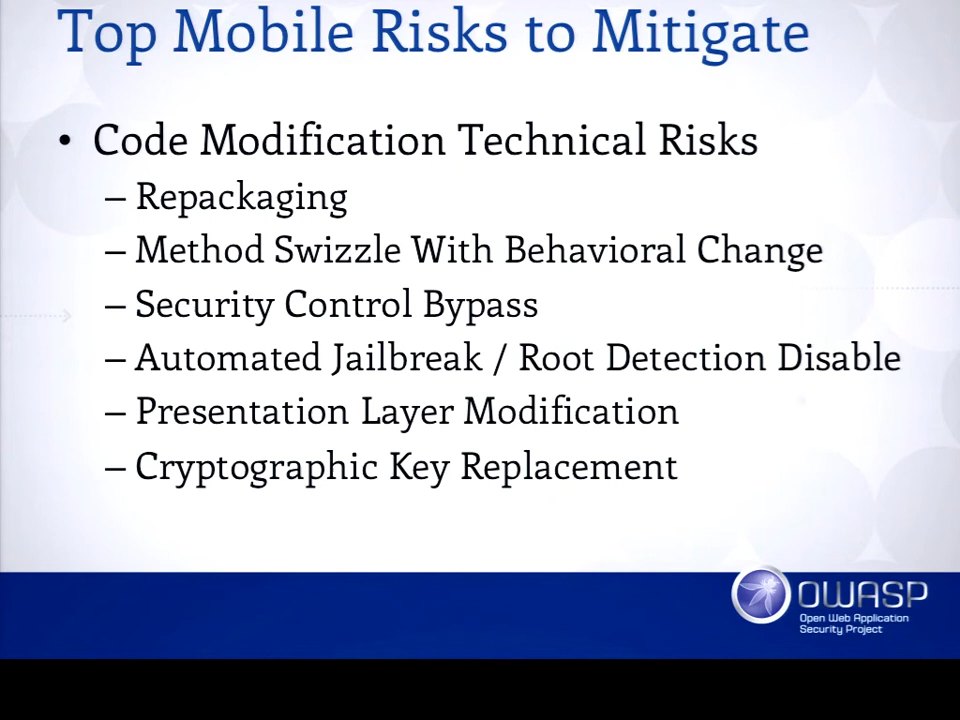 Top Mobile Risks to Mitigate
• Code Modification Technical Risks
– Repackaging
– Method Swizzle With Behavioral Change
– Security Control Bypass
– Automated Jailbreak / Root Detection Disable
– Presentation Layer Modification
– Cryptographic Key Replacement
OWASP
Open Web Application
Security Project